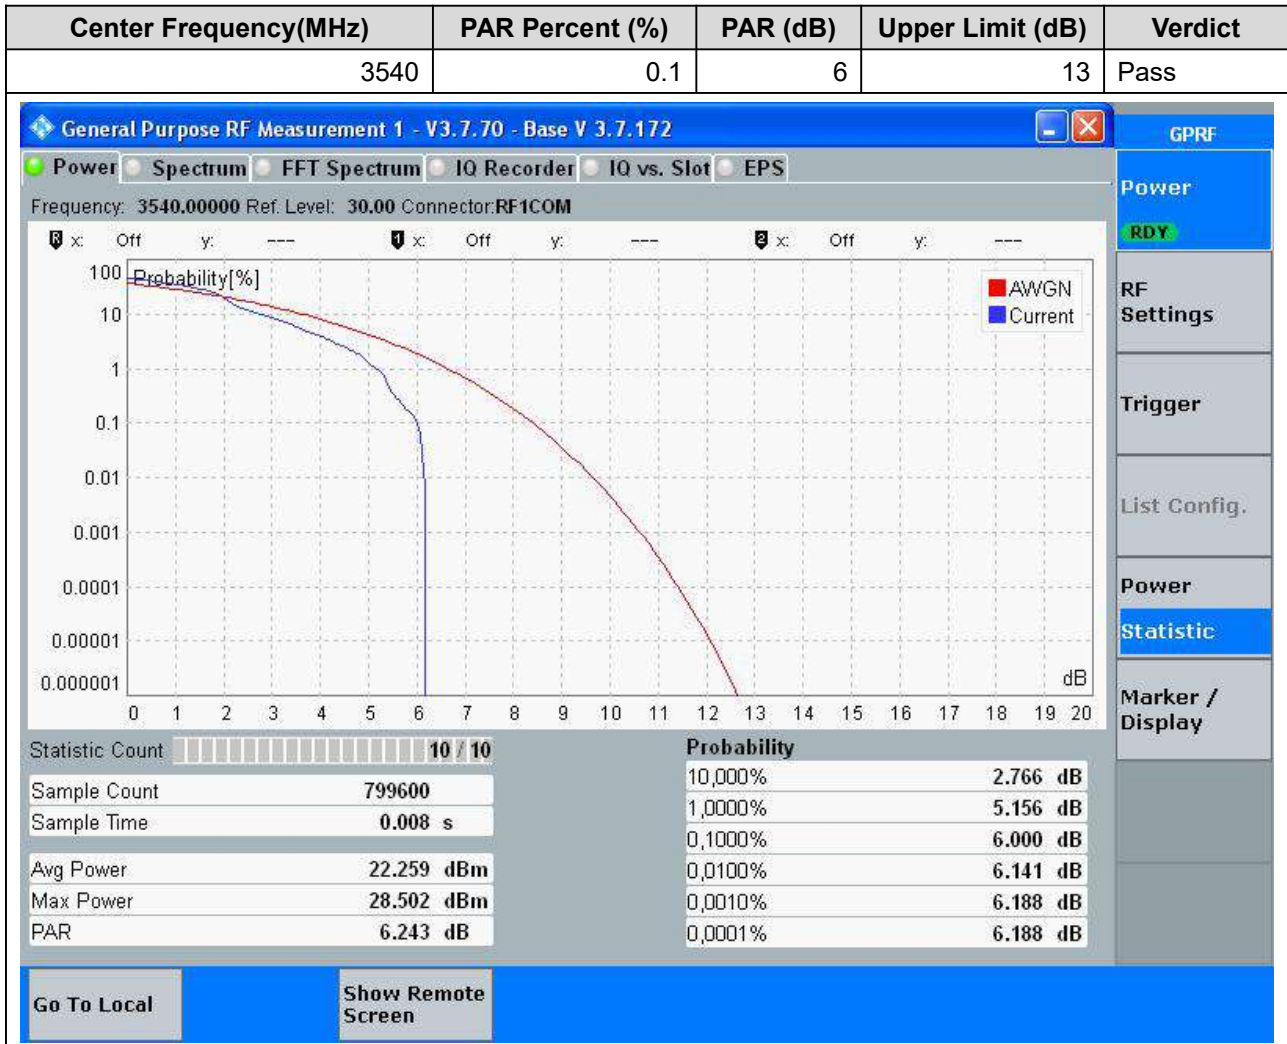 Center Frequency(MHz) PAR Percent (%) PAR (dB) Upper Limit (dB) Verdict
3540 0.1 6 13 Pass
General Purpose RF Measurement 1 - V3.7.70 - Base V 3.7.172
GPRF
Power Spectrum FFT Spectrum IQ Recorder IQ vs. Slot EPS
Frequency: 3540.00000 Ref. Level: 30.00 Connector:RF1COM
R x: Off y: --- 1 x: Off y: --- 2 x: Off y: ---
Probability[%]
AWGN
Current
100
10
1
0.1
0.01
0.001
0.0001
0.00001
0.000001
dB
0 1 2 3 4 5 6 7 8 9 10 11 12 13 14 15 16 17 18 19 20
Statistic Count 10 / 10
Sample Count 799600
Sample Time 0.008 s
Avg Power 22.259 dBm
Max Power 28.502 dBm
PAR 6.243 dB
Probability
10,000% 2.766 dB
1,0000% 5.156 dB
0,1000% 6.000 dB
0,0100% 6.141 dB
0,0010% 6.188 dB
0,0001% 6.188 dB
Power
RDY
RF
Settings
Trigger
List Config.
Power
Statistic
Marker /
Display
Go To Local
Show Remote
Screen